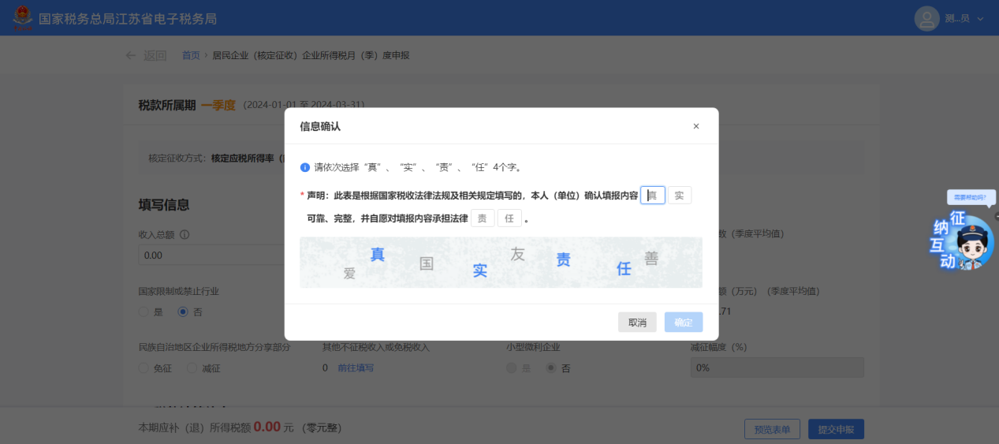 国家税务总局江苏省电子税务局
测...员
返回 首页 > 居民企业（核定征收）企业所得税月（季）度申报
税款所属期 一季度 （2024-01-01 至 2024-03-31）
核定征收方式：核定应税所得率（
填写信息
收入总额
0.00
数（季度平均值）
国家限制或禁止行业
是 否
额（万元）（季度平均值）
.71
民族自治地区企业所得税地方分享部分
免征 减征
其他不征税收入或免税收入
0 前往填写
小型微利企业
是 否
减征幅度（%）
0%
信息确认
×
请依次选择“真”、“实”、“责”、“任”4个字。
* 声明：此表是根据国家税收法律法规及相关规定填写的，本人（单位）确认填报内容 真 实
可靠、完整，并自愿对填报内容承担法律 责 任 。
爱 真 国 实 友 责 任 善
取消 确定
需要帮助吗?
征纳互动
本期应补（退）所得税额 0.00 元 （零元整）
预览表单 提交申报